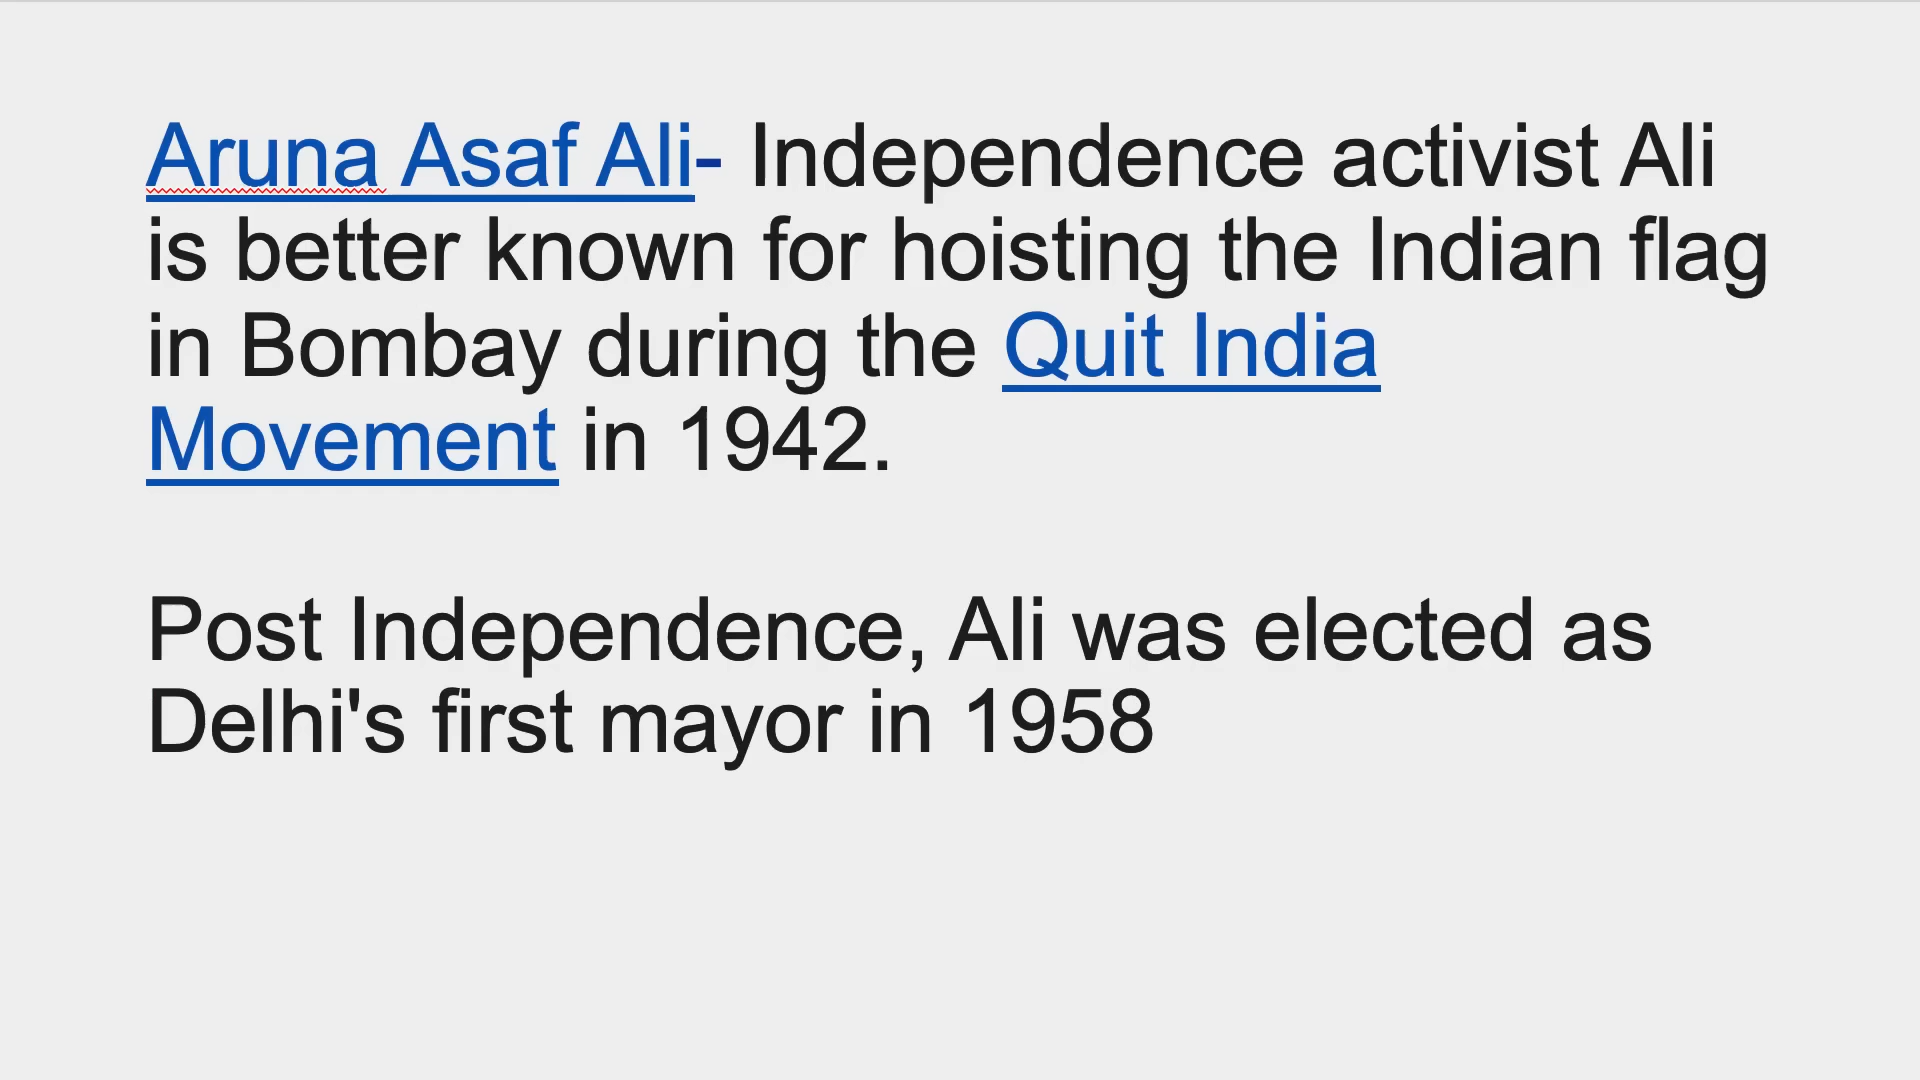 Aruna Asaf Ali- Independence activist Ali
is better known for hoisting the Indian flag
in Bombay during the Quit India
Movement in 1942.
Post Independence, Ali was elected as
Delhi's first mayor in 1958